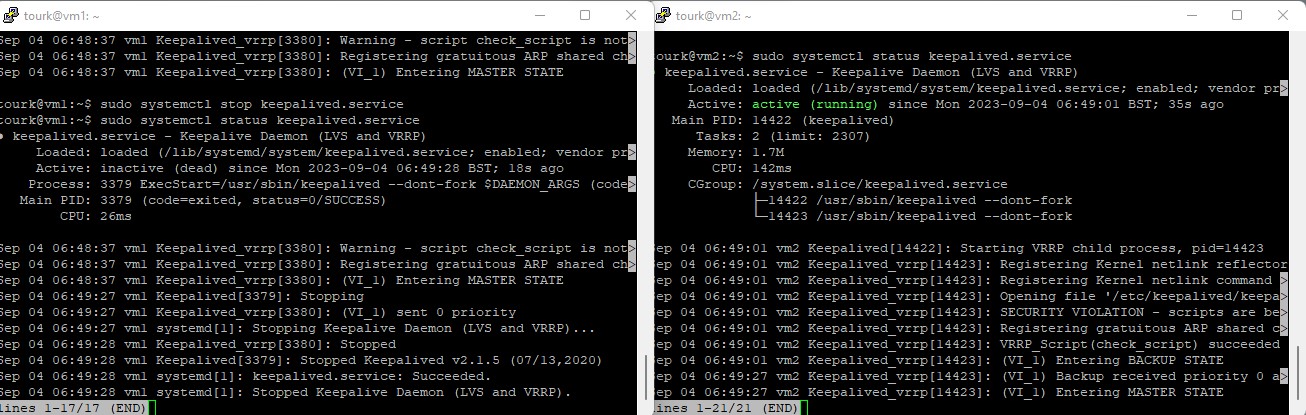 tourk@vm1: ~
Sep 04 06:48:37 vm1 Keepalived_vrrp[3380]: Warning - script check_script is not>
Sep 04 06:48:37 vm1 Keepalived_vrrp[3380]: Registering gratuitous ARP shared ch>
Sep 04 06:48:37 vm1 Keepalived_vrrp[3380]: (VI_1) Entering MASTER STATE
tourk@vm1:~$ sudo systemctl stop keepalived.service
tourk@vm1:~$ sudo systemctl status keepalived.service
● keepalived.service - Keepalive Daemon (LVS and VRRP)
Loaded: loaded (/lib/systemd/system/keepalived.service; enabled; vendor pr>
Active: inactive (dead) since Mon 2023-09-04 06:49:28 BST; 18s ago
Process: 3379 ExecStart=/usr/sbin/keepalived --dont-fork $DAEMON_ARGS (code>
Main PID: 3379 (code=exited, status=0/SUCCESS)
CPU: 26ms
Sep 04 06:48:37 vm1 Keepalived_vrrp[3380]: Warning - script check_script is not>
Sep 04 06:48:37 vm1 Keepalived_vrrp[3380]: Registering gratuitous ARP shared ch>
Sep 04 06:48:37 vm1 Keepalived_vrrp[3380]: (VI_1) Entering MASTER STATE
Sep 04 06:49:27 vm1 Keepalived[3379]: Stopping
Sep 04 06:49:27 vm1 Keepalived_vrrp[3380]: (VI_1) sent 0 priority
Sep 04 06:49:27 vm1 systemd[1]: Stopping Keepalive Daemon (LVS and VRRP)...
Sep 04 06:49:28 vm1 Keepalived_vrrp[3380]: Stopped
Sep 04 06:49:28 vm1 Keepalived[3379]: Stopped Keepalived v2.1.5 (07/13,2020)
Sep 04 06:49:28 vm1 systemd[1]: keepalived.service: Succeeded.
Sep 04 06:49:28 vm1 systemd[1]: Stopped Keepalive Daemon (LVS and VRRP).
lines 1-17/17 (END)
tourk@vm2: ~
tourk@vm2:~$ sudo systemctl status keepalived.service
keepalived.service - Keepalive Daemon (LVS and VRRP)
Loaded: loaded (/lib/systemd/system/keepalived.service; enabled; vendor pr>
Active: active (running) since Mon 2023-09-04 06:49:01 BST; 35s ago
Main PID: 14422 (keepalived)
Tasks: 2 (limit: 2307)
Memory: 1.7M
CPU: 142ms
CGroup: /system.slice/keepalived.service
├─14422 /usr/sbin/keepalived --dont-fork
└─14423 /usr/sbin/keepalived --dont-fork
Sep 04 06:49:01 vm2 Keepalived[14422]: Starting VRRP child process, pid=14423
Sep 04 06:49:01 vm2 Keepalived_vrrp[14423]: Registering Kernel netlink reflector
Sep 04 06:49:01 vm2 Keepalived_vrrp[14423]: Registering Kernel netlink command >
Sep 04 06:49:01 vm2 Keepalived_vrrp[14423]: Opening file '/etc/keepalived/keepa>
Sep 04 06:49:01 vm2 Keepalived_vrrp[14423]: SECURITY VIOLATION - scripts are be>
Sep 04 06:49:01 vm2 Keepalived_vrrp[14423]: Registering gratuitous ARP shared c>
Sep 04 06:49:01 vm2 Keepalived_vrrp[14423]: VRRP_Script(check_script) succeeded
Sep 04 06:49:01 vm2 Keepalived_vrrp[14423]: (VI_1) Entering BACKUP STATE
Sep 04 06:49:27 vm2 Keepalived_vrrp[14423]: (VI_1) Backup received priority 0 a>
Sep 04 06:49:27 vm2 Keepalived_vrrp[14423]: (VI_1) Entering MASTER STATE
lines 1-21/21 (END)